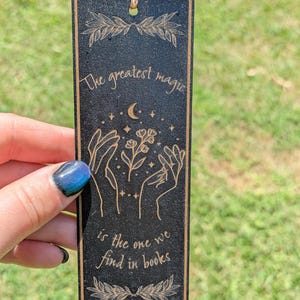 The greatest magic
is the one we
find in books